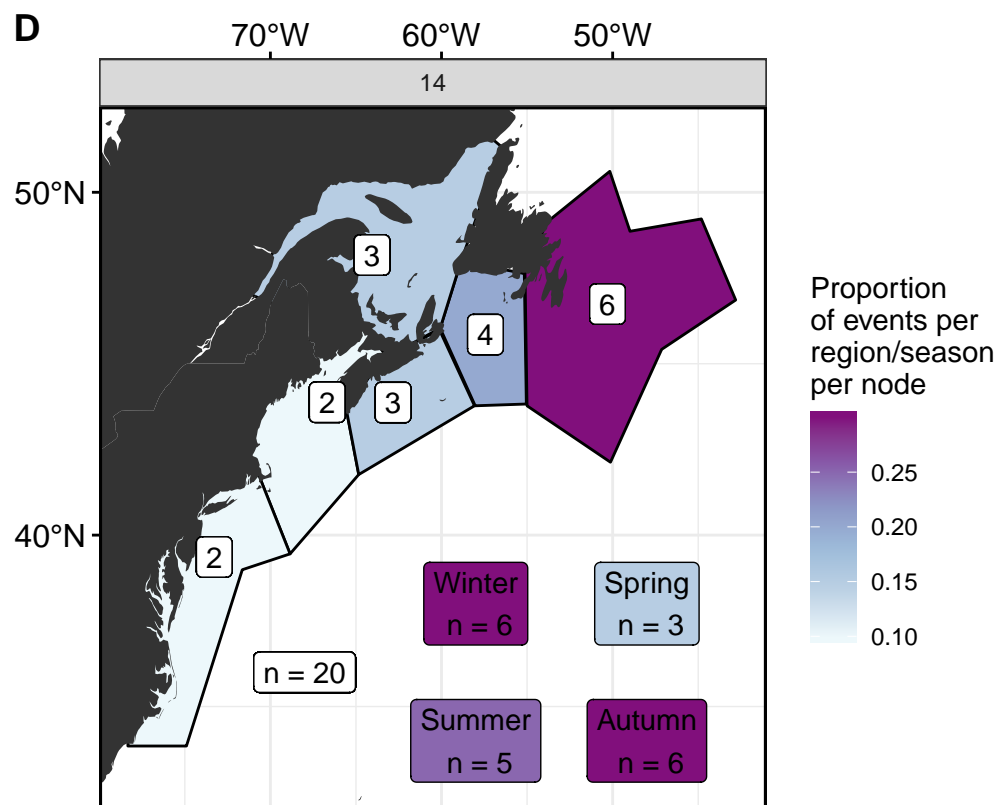 D
70°W 60°W 50°W
14
50°N
3
6
4
2
3
40°N
2
Winter
n = 6
Spring
n = 3
n = 20
Summer
n = 5
Autumn
n = 6
Proportion
of events per
region/season
per node
0.25
0.20
0.15
0.10